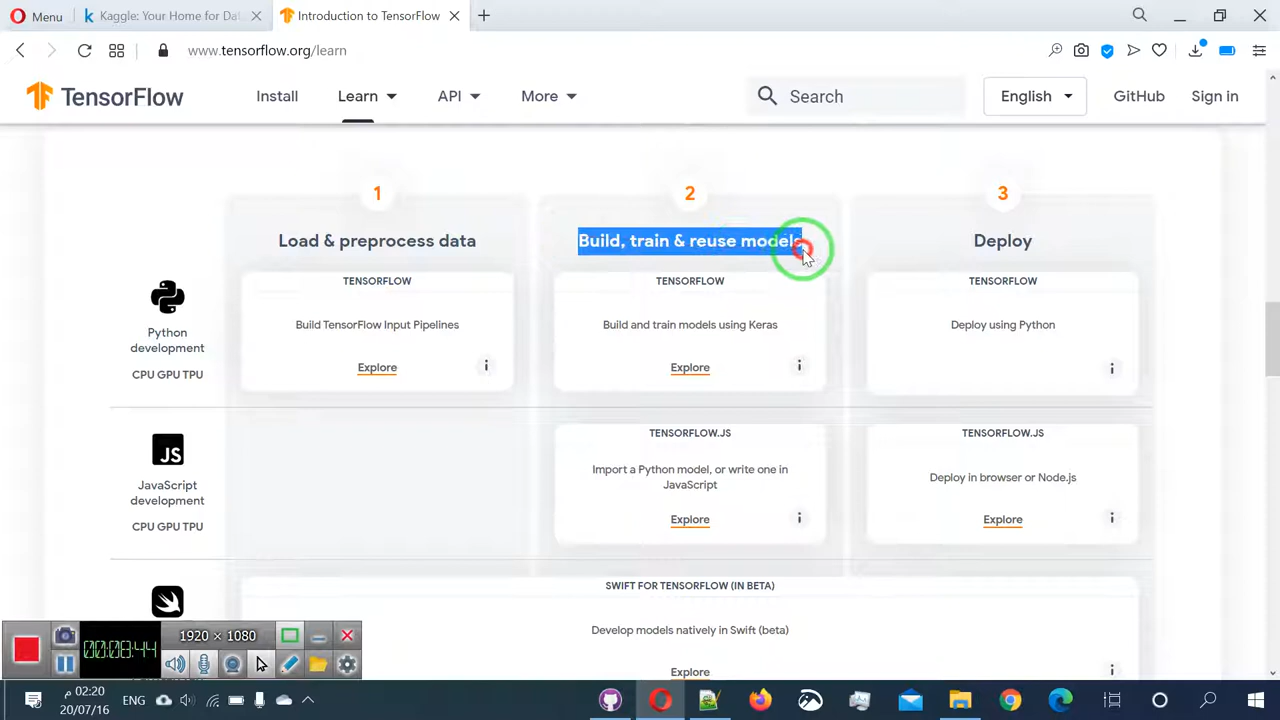 Menu
Kaggle: Your Home for Dat
Introduction to TensorFlow
www.tensorflow.org/learn
TensorFlow
Install
Learn
API
More
Search
English
GitHub
Sign in
1
2
3
Load & preprocess data
Build, train & reuse models
Deploy
Python
development
CPU GPU TPU
TENSORFLOW
Build TensorFlow Input Pipelines
Explore
TENSORFLOW
Build and train models using Keras
Explore
TENSORFLOW
Deploy using Python
JS
JavaScript
development
CPU GPU TPU
TENSORFLOW.JS
Import a Python model, or write one in
JavaScript
Explore
TENSORFLOW.JS
Deploy in browser or Node.js
Explore
SWIFT FOR TENSORFLOW (IN BETA)
Develop models natively in Swift (beta)
Explore
00:03:44
1920 × 1080
ENG
02:20 م
20/07/16